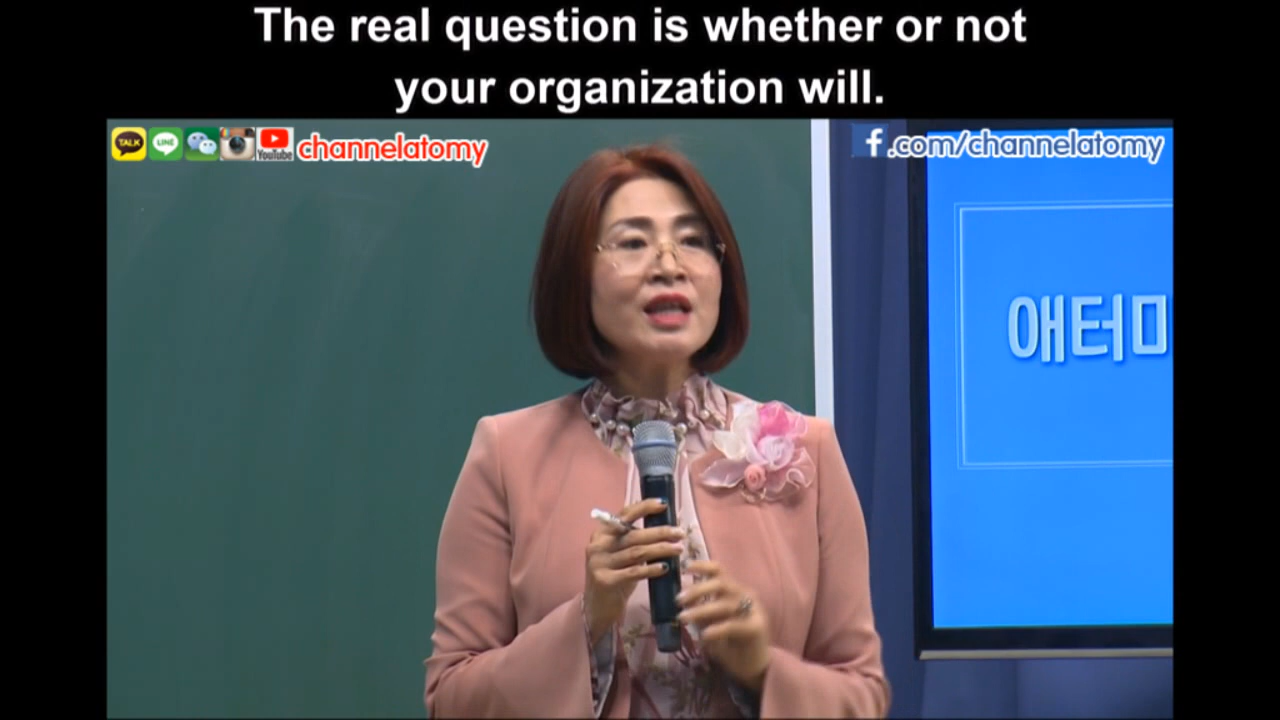 The real question is whether or not
your organization will.
TALK
LINE
YouTube
channelatomy
f.com/channelatomy
애터미